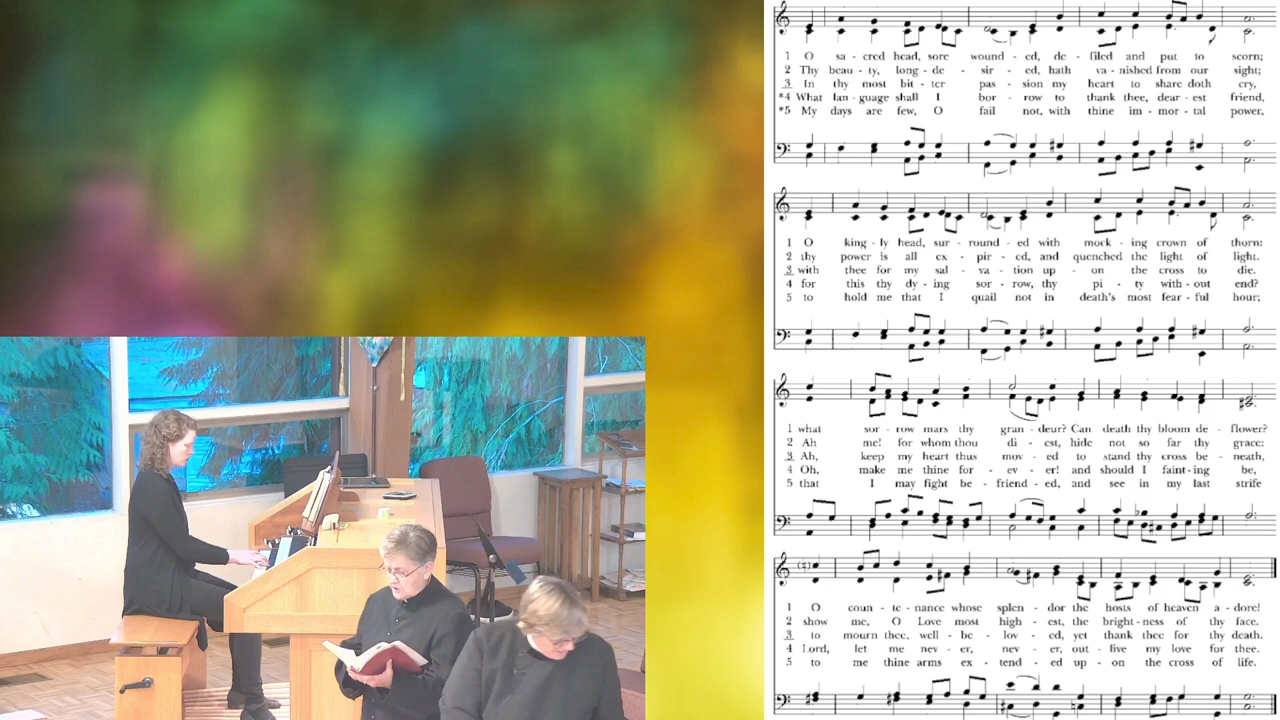 1 O sa - cred head, sore wound - ed, de - filed and put to scorn;
2 Thy beau - ty, long - de - sir - ed, hath va - nished from our sight;
3 In thy most bit - ter pas - sion my heart to share doth cry,
*4 What lan - guage shall I bor - row to thank thee, dear - est friend,
*5 My days are few, O fail not, with thine im - mor - tal power,
1 O king - ly head, sur - round - ed with mock - ing crown of thorn:
2 thy power is all ex - pir - ed, and quenched the light of light.
3 with thee for my sal - va - tion up - on the cross to die.
4 for this thy dy - ing sor - row, thy pi - ty with - out end?
5 to hold me that I quail not in death's most fear - ful hour;
1 what sor - row mars thy gran - deur? Can death thy bloom de - flower?
2 Ah me! for whom thou di - est, hide not so far thy grace:
3 Ah, keep my heart thus mov - ed to stand thy cross be - neath,
4 Oh, make me thine for - ev - er! and should I faint - ing be,
5 that I may fight be - friend - ed, and see in my last strife
1 O coun - te - nance whose splen - dor the hosts of heaven a - dore!
2 show me, O Love most high - est, the bright - ness of thy face.
3 to mourn thee, well - be - lov - ed, yet thank thee for thy death.
4 Lord, let me nev - er, nev - er, out - live my love for thee.
5 to me thine arms ex - tend - ed up - on the cross of life.